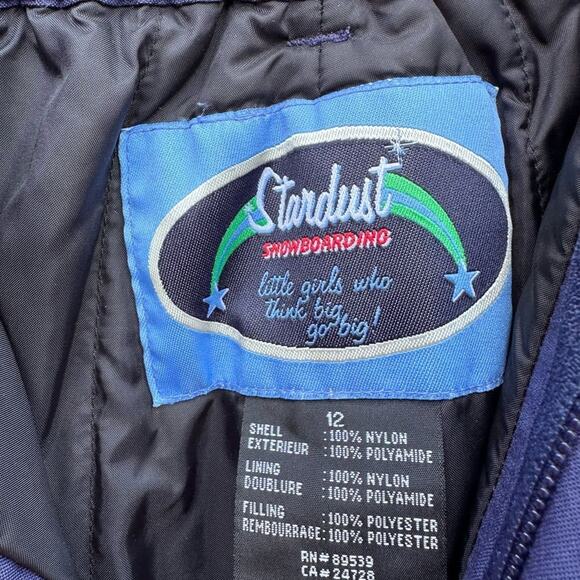 Stardust
SNOWBOARDING
little girls who
think big,
go big!
12
SHELL :100% NYLON
EXTERIEUR :100% POLYAMIDE
LINING :100% NYLON
DOUBLURE :100% POLYAMIDE
FILLING :100% POLYESTER
REMBOURRAGE:100% POLYESTER
RN# 89539
CA# 24728